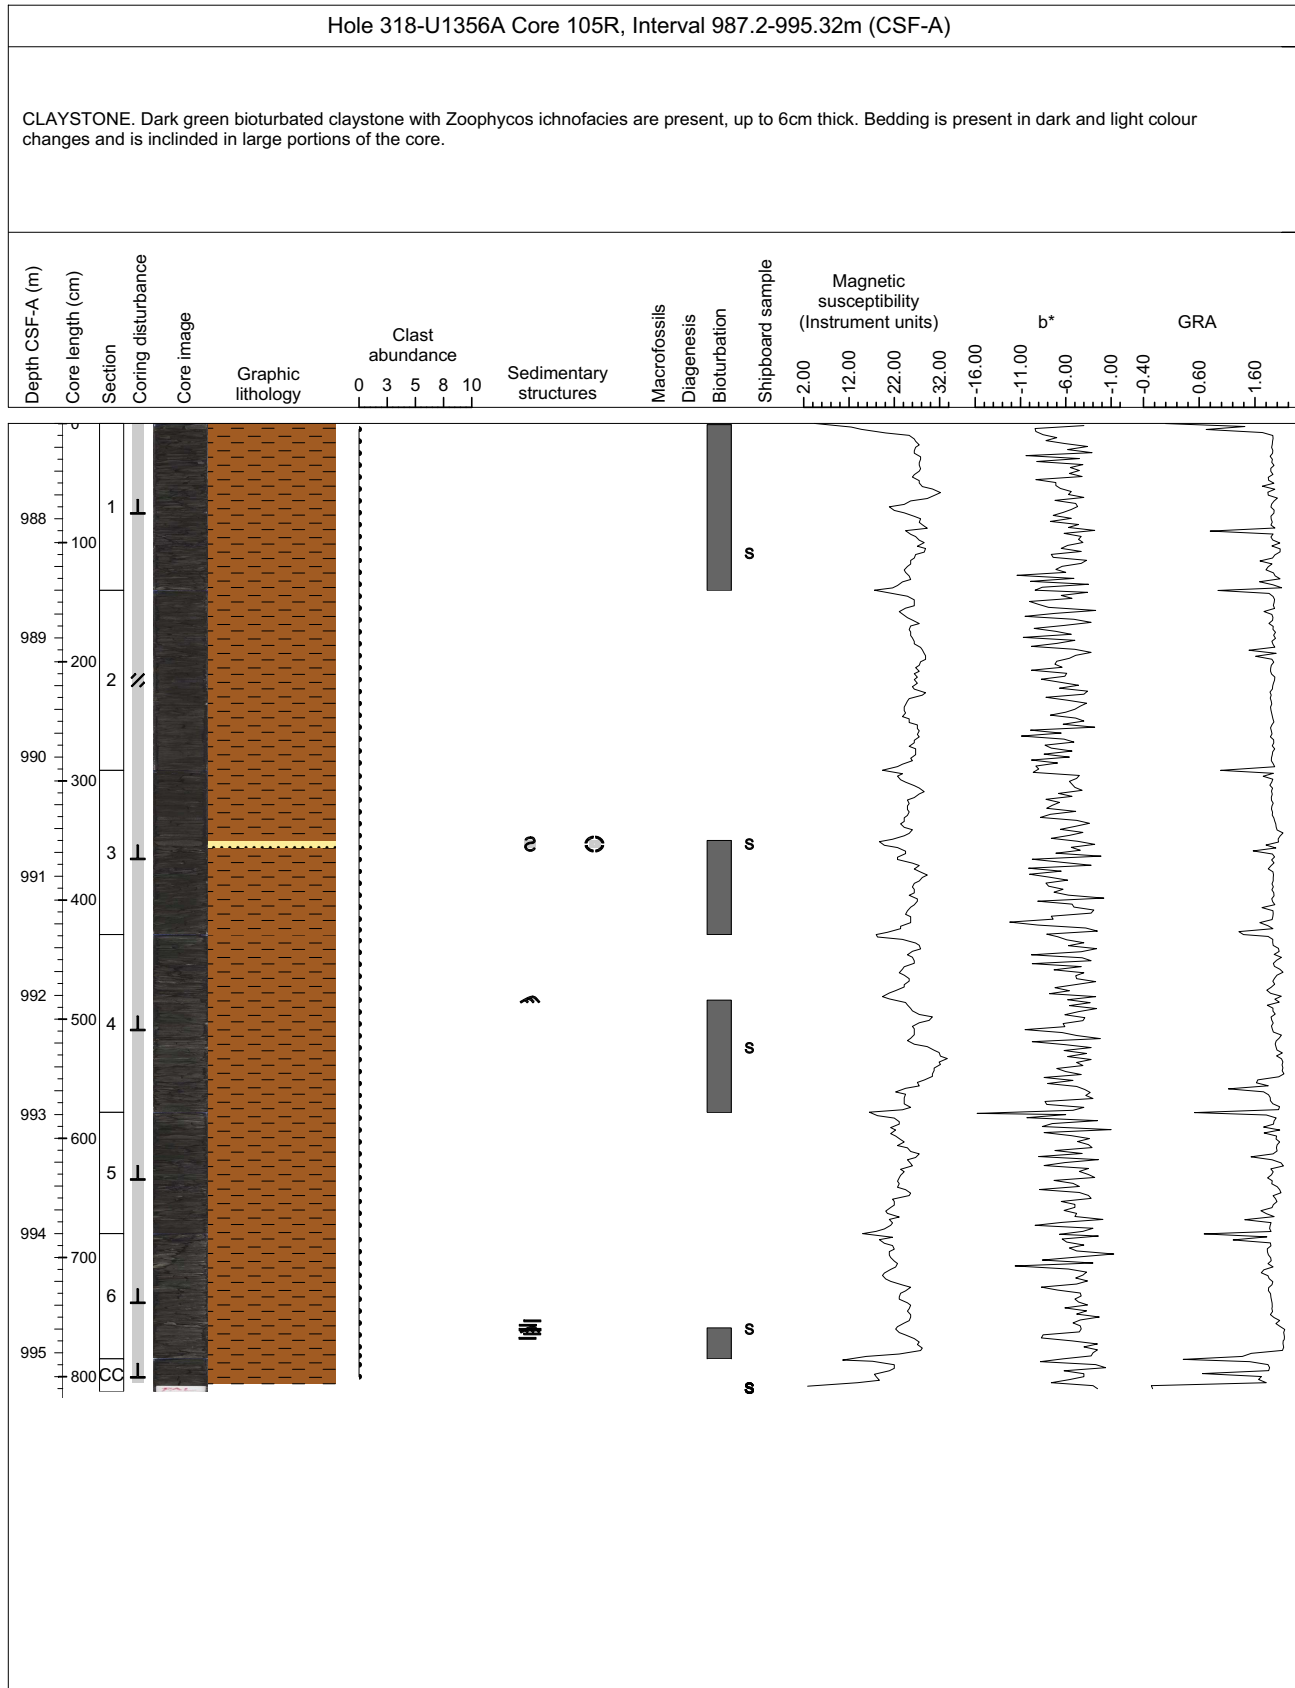 Hole 318-U1356A Core 105R, Interval 987.2-995.32m (CSF-A)
CLAYSTONE. Dark green bioturbated claystone with Zoophycos ichnofacies are present, up to 6cm thick. Bedding is present in dark and light colour
changes and is inclinded in large portions of the core.
Depth CSF-A (m)
Core length (cm)
Section
Coring disturbance
Core image
Graphic
lithology
Clast
abundance
0 3 5 8 10
Sedimentary
structures
Macrofossils
Diagenesis
Bioturbation
Shipboard sample
Magnetic
susceptibility
(Instrument units)
2.00 12.00 22.00 32.00
b*
-16.00 -11.00 -6.00 -1.00
GRA
-0.40 0.60 1.60
0
1
988
100
S
989
200
2
990
300
3
S
991
400
992
500
4
S
993
600
5
994
700
6
S
995
CC
800
S